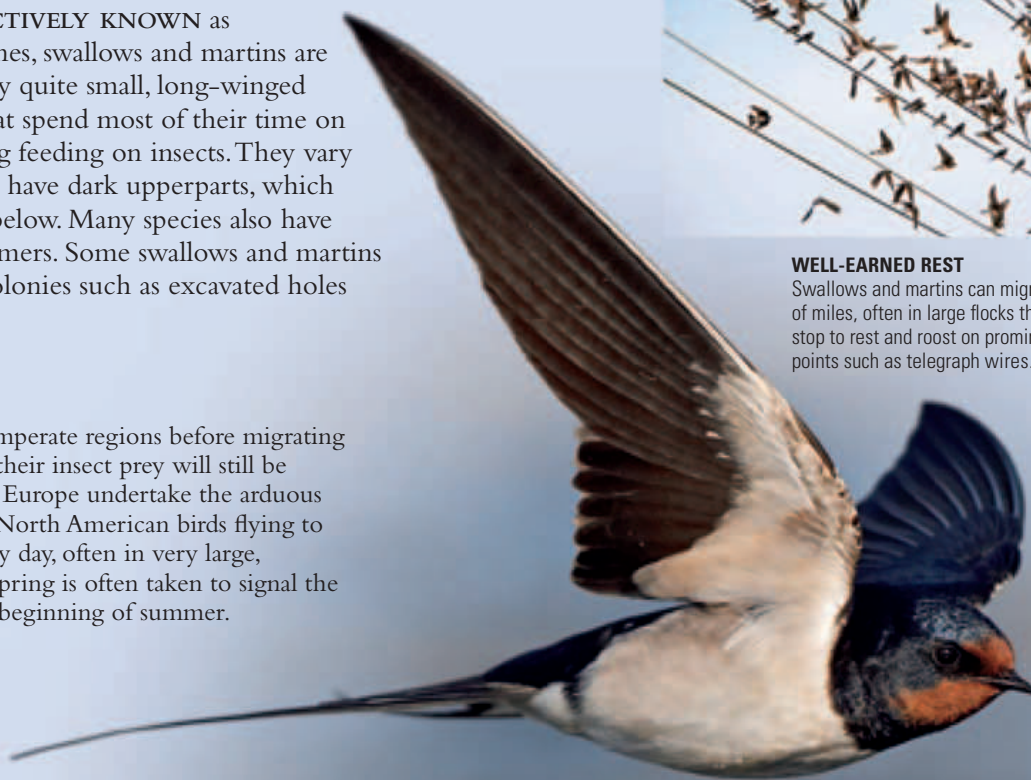 CTIVELY KNOWN as
nes, swallows and martins are
y quite small, long-winged
at spend most of their time on
g feeding on insects. They vary
have dark upperparts, which
below. Many species also have
mers. Some swallows and martins
olonies such as excavated holes
mperate regions before migrating
their insect prey will still be
Europe undertake the arduous
North American birds flying to
y day, often in very large,
pring is often taken to signal the
beginning of summer.
WELL-EARNED REST
Swallows and martins can migr
of miles, often in large flocks th
stop to rest and roost on promin
points such as telegraph wires.